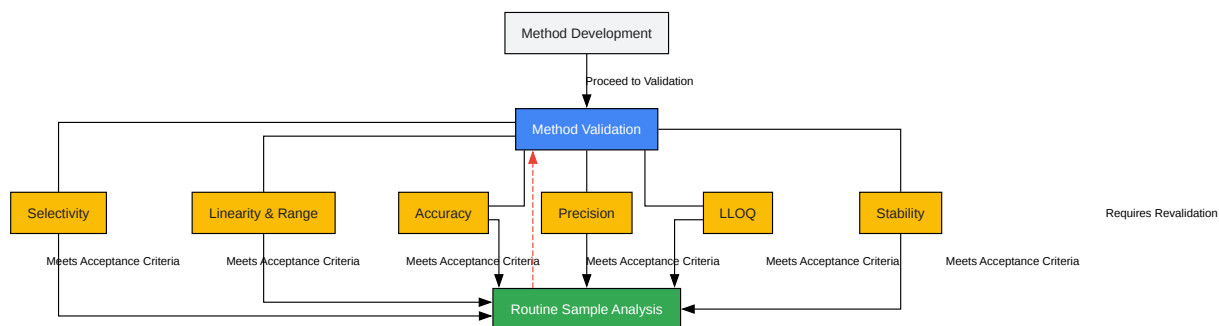 Method Development
Proceed to Validation
Method Validation
Selectivity
Linearity & Range
Accuracy
Precision
LLOQ
Stability
Requires Revalidation
Meets Acceptance Criteria
Meets Acceptance Criteria
Meets Acceptance Criteria
Meets Acceptance Criteria
Meets Acceptance Criteria
Meets Acceptance Criteria
Routine Sample Analysis